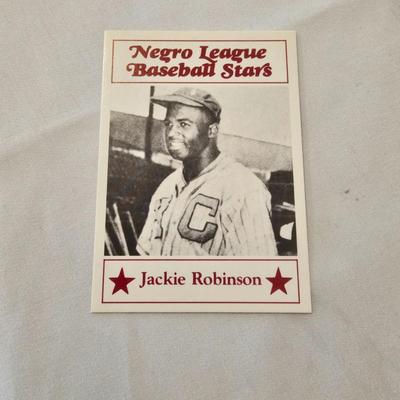 Negro League
Baseball Stars
C
Jackie Robinson